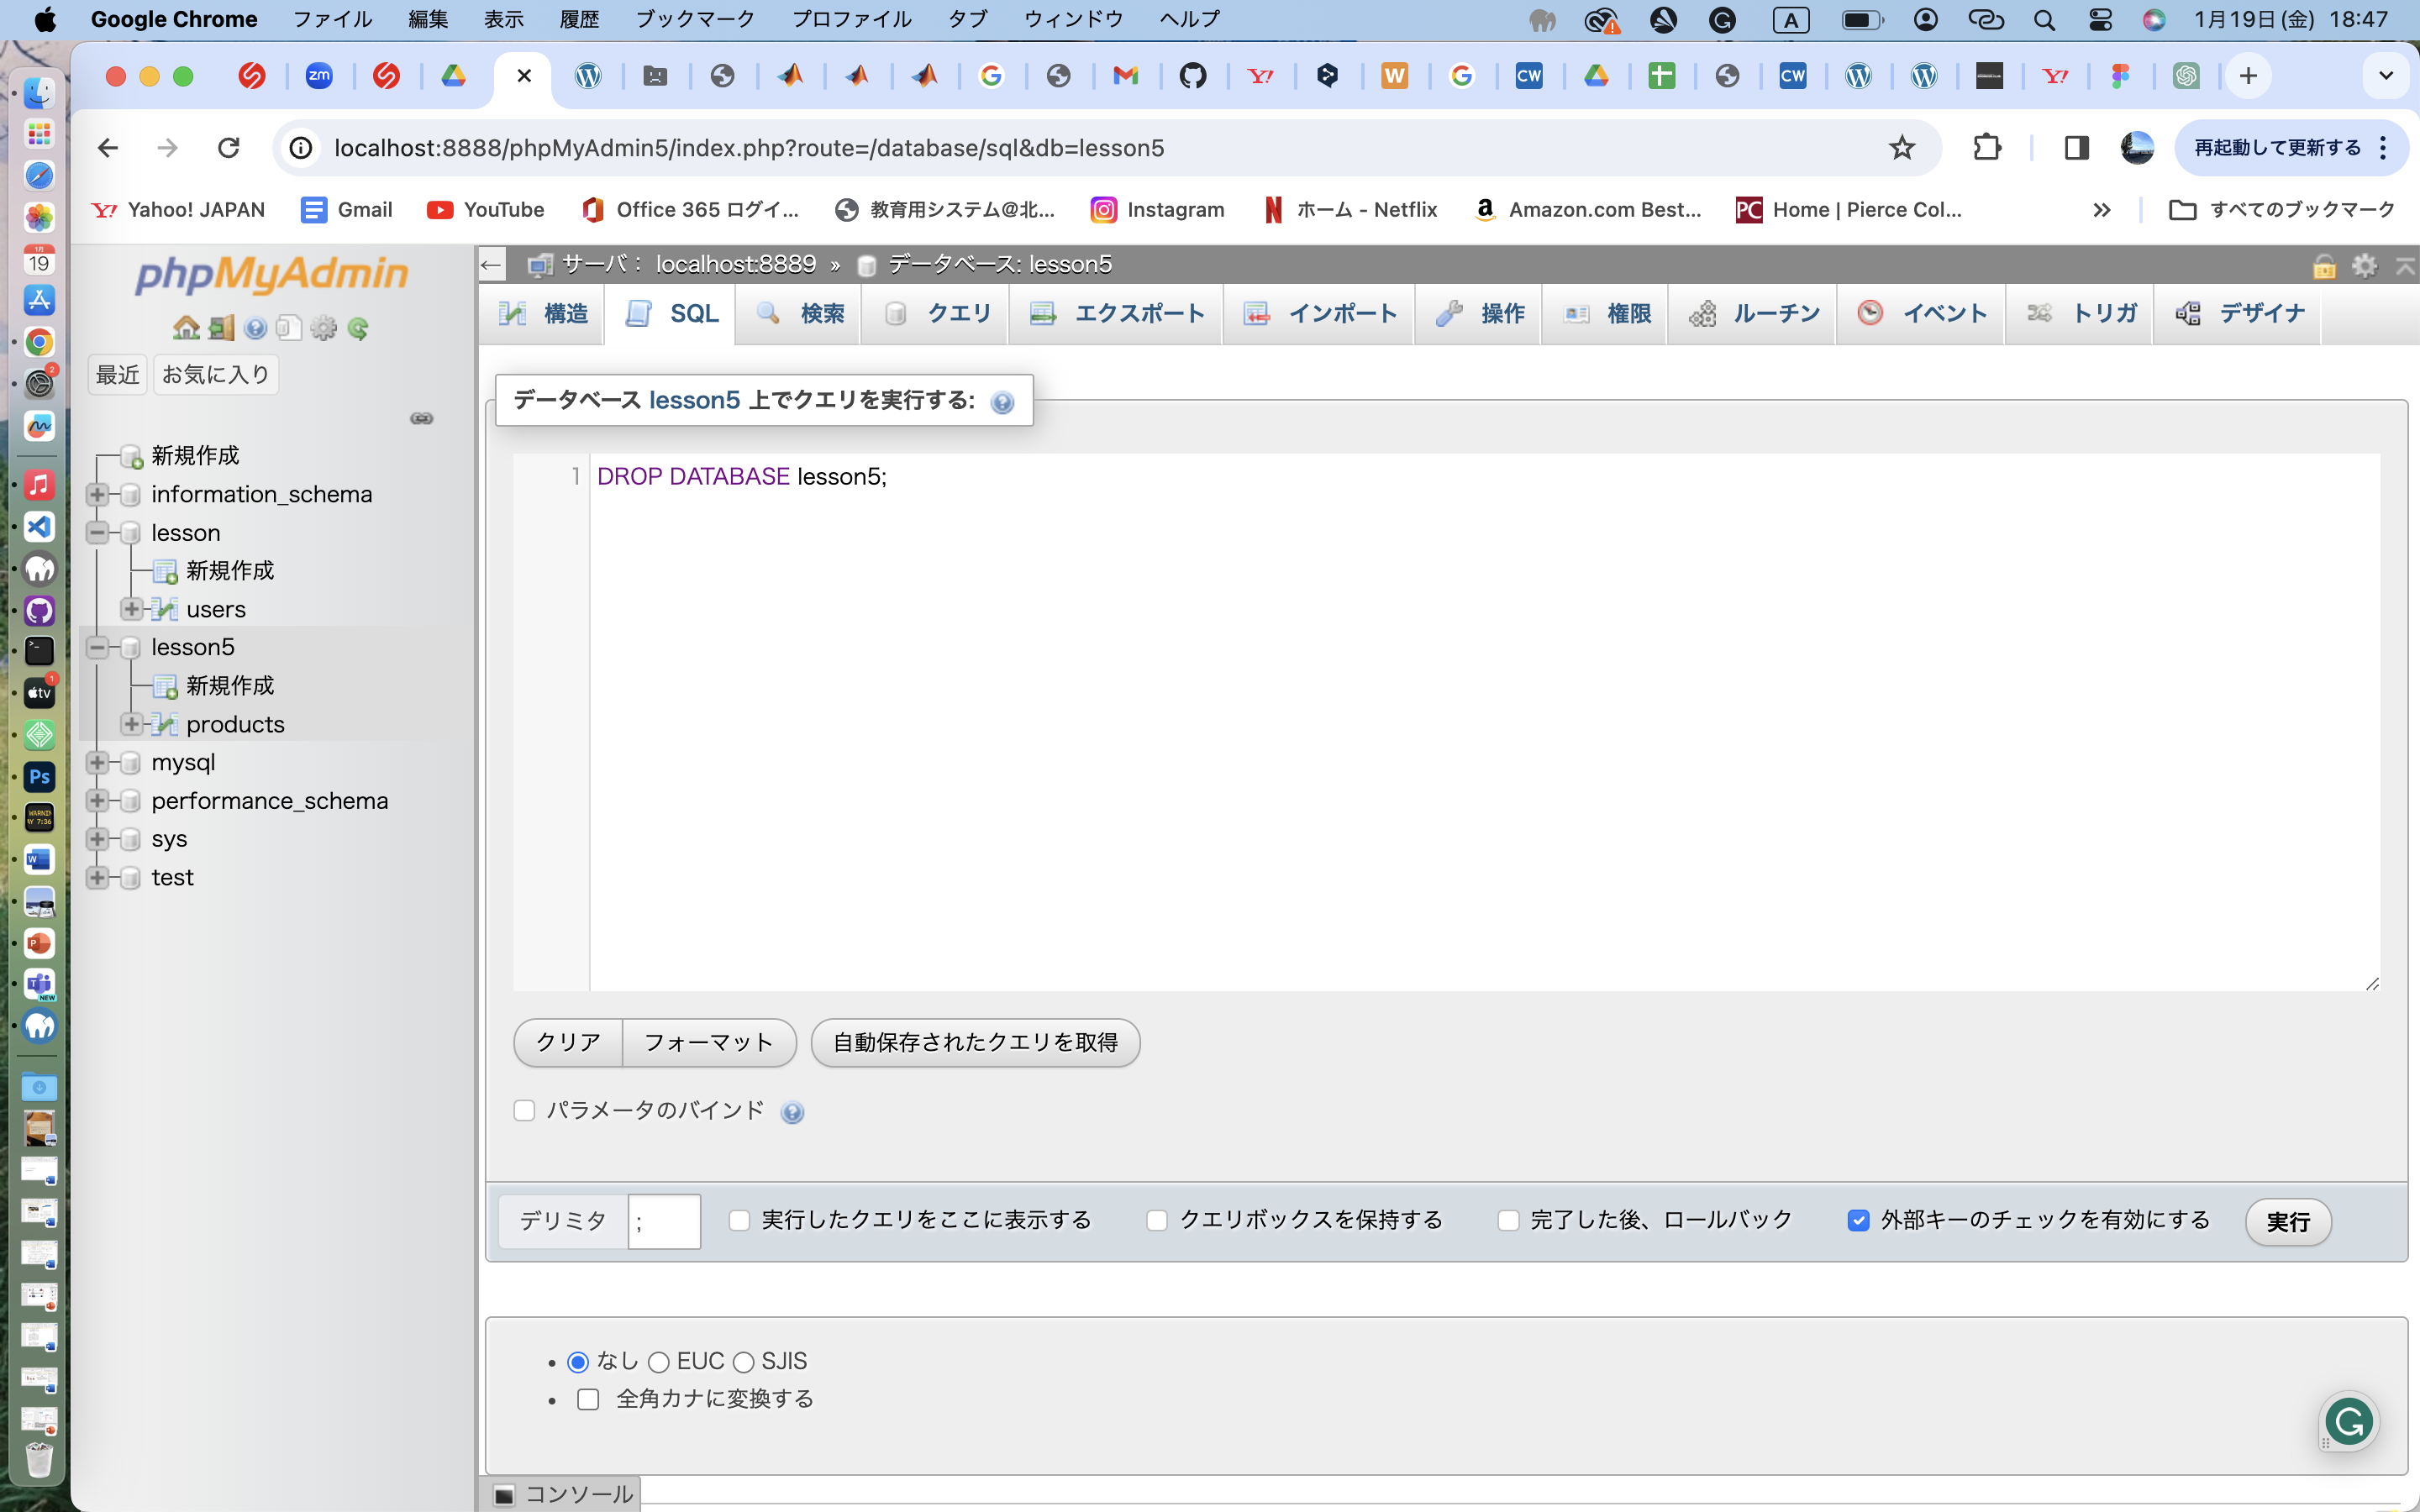 Google Chrome ファイル 編集 表示 履歴 ブックマーク プロファイル タブ ウィンドウ ヘルプ A 1月19日(金) 18:47
localhost:8888/phpMyAdmin5/index.php?route=/database/sql&db=lesson5 再起動して更新する
Yahoo! JAPAN Gmail YouTube Office 365 ログイ... 教育用システム@北... Instagram ホーム - Netflix Amazon.com Best... Home | Pierce Col... すべてのブックマーク
phpMyAdmin
最近 お気に入り
新規作成
information_schema
lesson
新規作成
users
lesson5
新規作成
products
mysql
performance_schema
sys
test
サーバ: localhost:8889 » データベース: lesson5
構造 SQL 検索 クエリ エクスポート インポート 操作 権限 ルーチン イベント トリガ デザイナ
データベース lesson5 上でクエリを実行する:
1 DROP DATABASE lesson5;
クリア フォーマット 自動保存されたクエリを取得
パラメータのバインド
デリミタ ; 実行したクエリをここに表示する クエリボックスを保持する 完了した後、ロールバック 外部キーのチェックを有効にする 実行
なし EUC SJIS
全角カナに変換する
コンソール